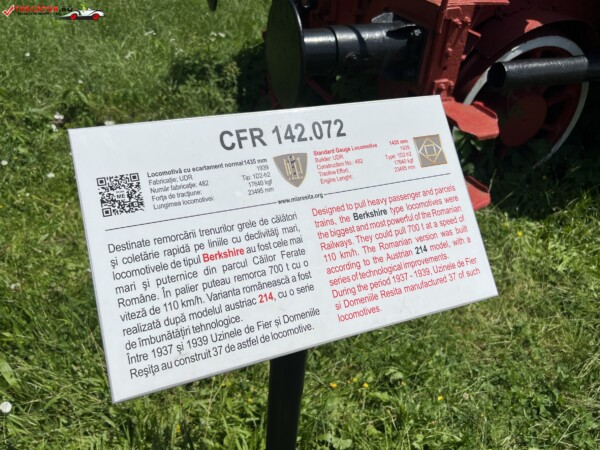 CFR 142.072
Locomotivă cu ecartament normal 1435 mm
Fabricație: UDR 1939
Număr fabricație: 482 Tip: 1D2-h2
Forța de tracțiune: 17640 kgf
Lungimea locomotivei: 23495 mm
Standard Gauge Locomotive 1435 mm
Builder: UDR 1939
Construction No.: 482 Type: 1D2-h2
Tractive Effort: 17640 kgf
Engine Lenght: 23495 mm
www.miaresita.org
Destinate remorcării trenurilor grele de călători
și coletărie rapidă pe liniile cu declivități mari,
locomotivele de tipul Berkshire au fost cele mai
mari și puternice din parcul Căilor Ferate
Române. În palier puteau remorca 700 t cu o
viteză de 110 km/h. Varianta românească a fost
realizată după modelul austriac 214, cu o serie
de îmbunătățiri tehnologice.
Între 1937 și 1939 Uzinele de Fier și Domeniile
Reșița au construit 37 de astfel de locomotive.
Designed to pull heavy passenger and parcels
trains, the Berkshire type locomotives were
the biggest and most powerful of the Romanian
Railways. They could pull 700 t at a speed of
110 km/h. The Romanian version was built
according to the Austrian 214 model, with a
series of technological improvements.
During the period 1937 - 1939, Uzinele de Fier
și Domeniile Resita manufactured 37 of such
locomotives.